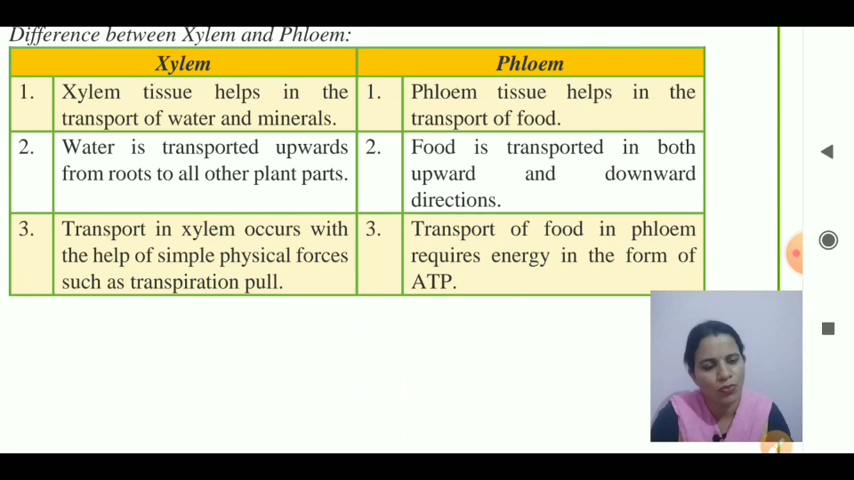 Difference between Xylem and Phloem:
Xylem Phloem
1. Xylem tissue helps in the 1. Phloem tissue helps in the
transport of water and minerals. transport of food.
2. Water is transported upwards 2. Food is transported in both
from roots to all other plant parts. upward and downward
directions.
3. Transport in xylem occurs with 3. Transport of food in phloem
the help of simple physical forces requires energy in the form of
such as transpiration pull. ATP.